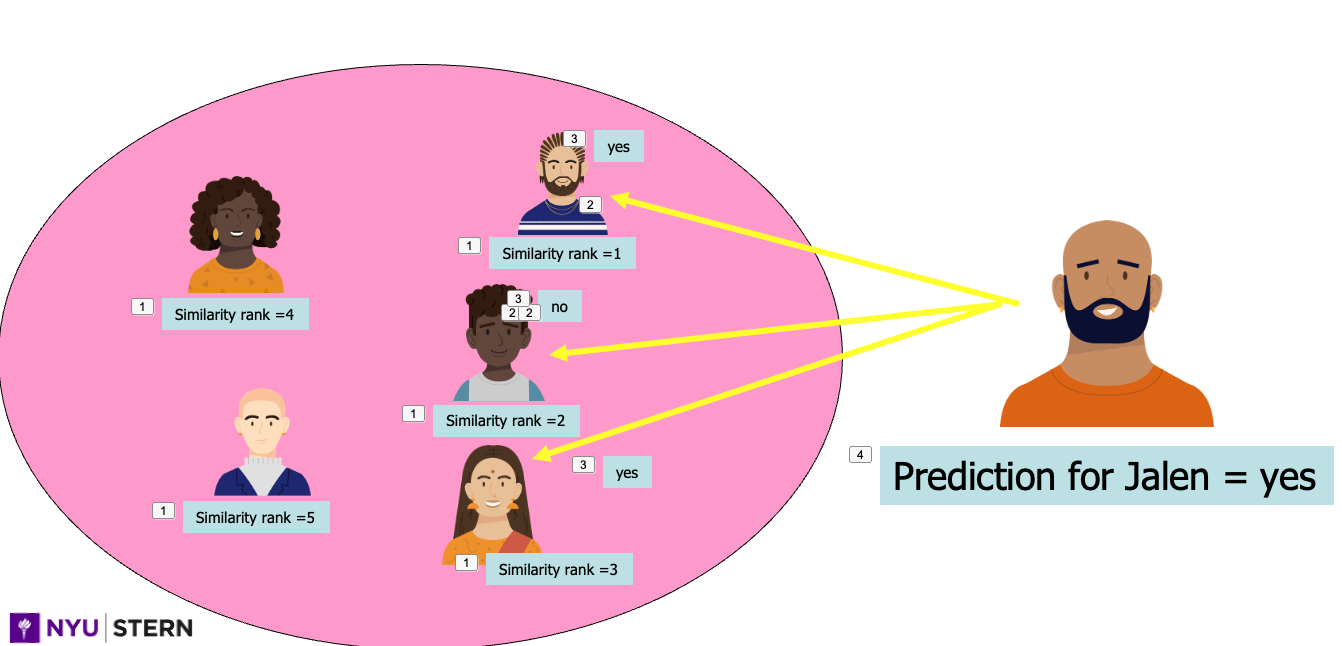 3
yes
2
1
Similarity rank =1
1
Similarity rank =4
3
no
2 2
1
Similarity rank =2
3
yes
1
Similarity rank =5
1
Similarity rank =3
4
Prediction for Jalen = yes
NYU | STERN